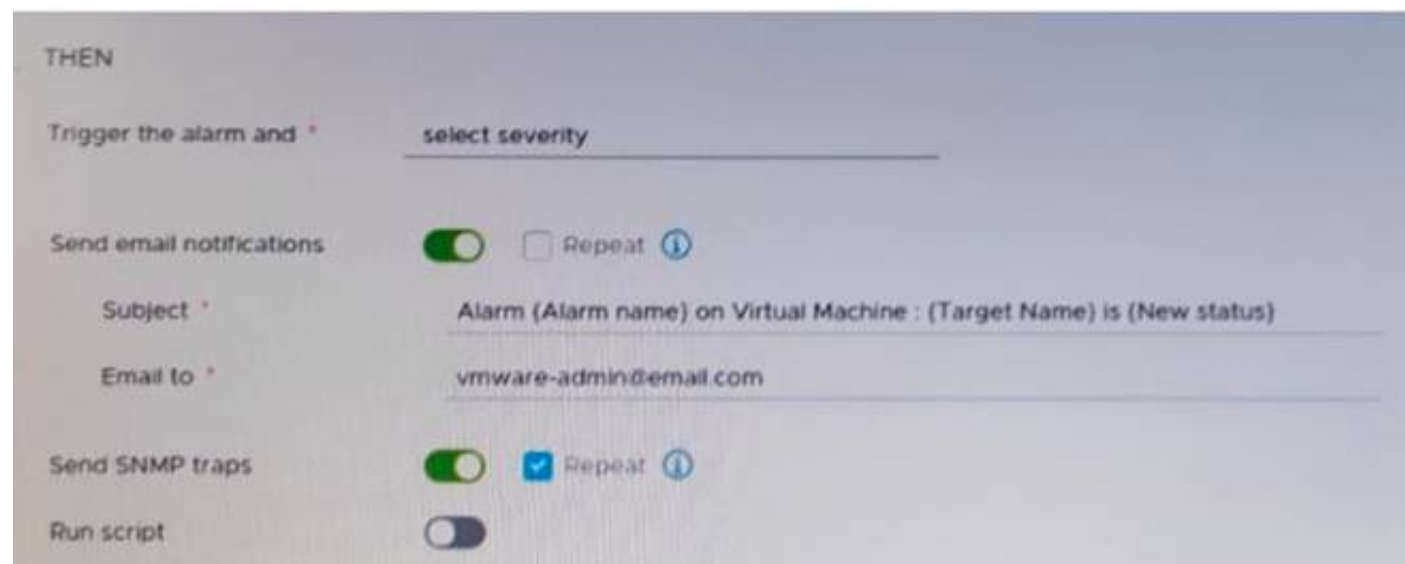 THEN
Trigger the alarm and * select severity
Send email notifications Repeat
Subject * Alarm {Alarm name} on Virtual Machine : {Target Name} is {New status}
Email to * vmware-admin@email.com
Send SNMP traps Repeat
Run script